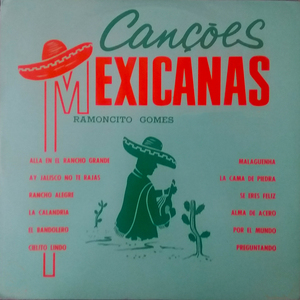 Canções
MEXICANAS
RAMONCITO GOMES
ALLA EN EL RANCHO GRANDE
AY JALISCO NO TE RAJAS
RANCHO ALEGRE
LA CALANDRIA
EL BANDOLERO
CIELITO LINDO
MALAGUENHA
LA CAMA DE PIEDRA
SI ERES FELIZ
ALMA DE ACERO
POR EL MUNDO
PREGUNTANDO